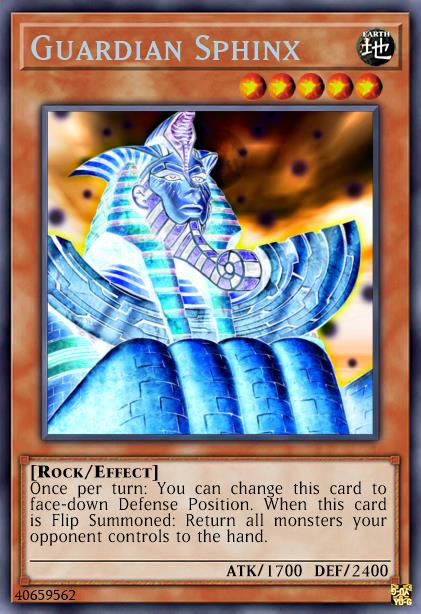 GUARDIAN SPHINX
EARTH
地
[ROCK/EFFECT]
Once per turn: You can change this card to
face-down Defense Position. When this card
is Flip Summoned: Return all monsters your
opponent controls to the hand.
ATK/1700 DEF/2400
40659562